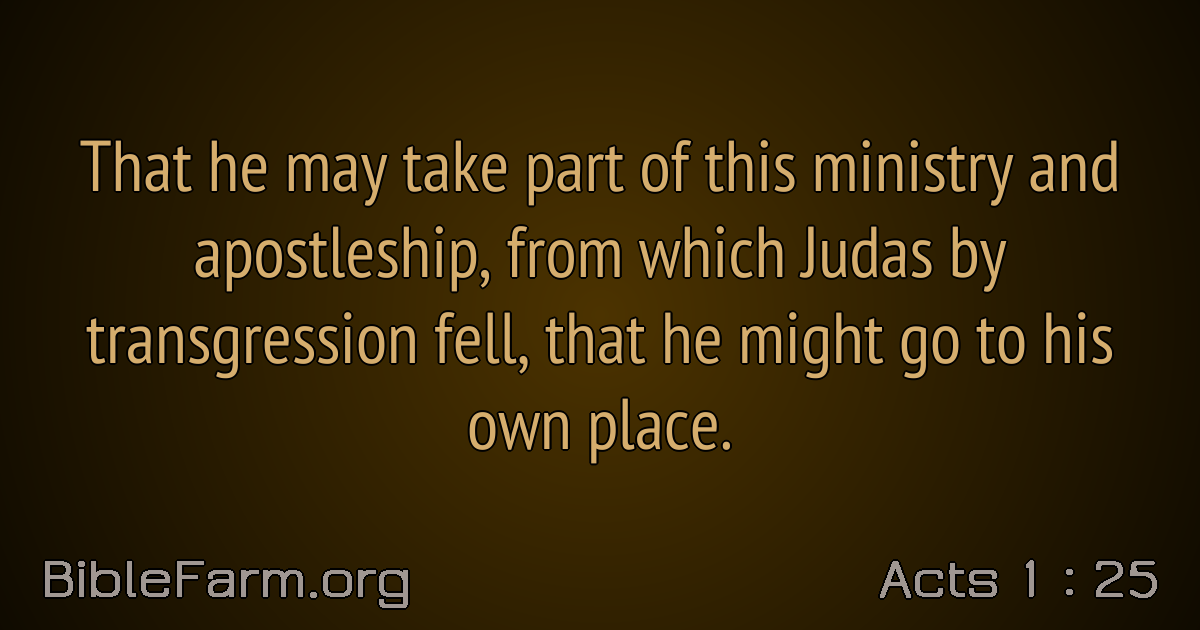 That he may take part of this ministry and
apostleship, from which Judas by
transgression fell, that he might go to his
own place.
BibleFarm.org
Acts 1 : 25